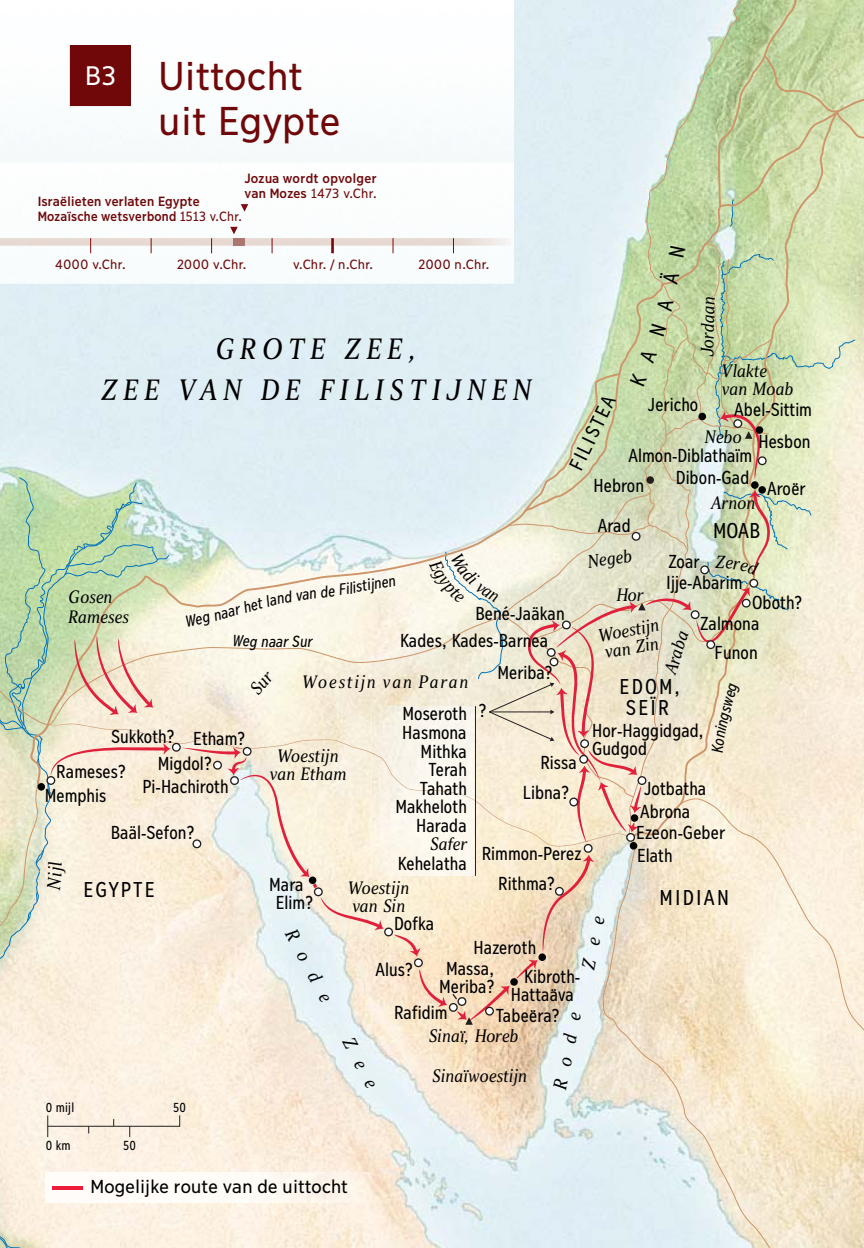 B3
Uittocht
uit Egypte
Jozua wordt opvolger
van Mozes 1473 v.Chr.
Israëlieten verlaten Egypte
Mozaïsche wetsverbond 1513 v.Chr.
4000 v.Chr.
2000 v.Chr.
v.Chr. / n.Chr.
2000 n.Chr.
GROTE ZEE,
ZEE VAN DE FILISTIJNEN
KANAÄN
Jordaan
Vlakte
van Moab
Jericho
Abel-Sittim
FILISTEA
Nebo
Hesbon
Almon-Diblathaïm
Hebron
Dibon-Gad
Aroër
Arnon
Arad
MOAB
Negeb
Zoar
Zered
Ijje-Abarim
Wadi van
Egypte
Gosen
Rameses
Weg naar het land van de Filistijnen
Hor
Oboth?
Bené-Jaäkan
Zalmona
Weg naar Sur
Kades, Kades-Barnea
Woestijn
van Zin
Araba
Funon
Meriba?
Sur
Woestijn van Paran
EDOM,
SEÏR
Koningsweg
Moseroth
?
Hasmona
Mithka
Terah
Tahath
Makheloth
Harada
Safer
Kehelatha
Hor-Haggidgad,
Gudgod
Sukkoth?
Etham?
Woestijn
van Etham
Migdol?
Rissa
Rameses?
Pi-Hachiroth
Memphis
Libna?
Jotbatha
Abrona
Baäl-Sefon?
Ezeon-Geber
Elath
Rimmon-Perez
Nijl
EGYPTE
Mara
Elim?
Woestijn
van Sin
Rithma?
MIDIAN
Dofka
Rode Zee
Rode Zee
Hazeroth
Alus?
Massa,
Meriba?
Kibroth-
Hattaäva
Rafidim
Tabeëra?
Sinaï, Horeb
Sinaïwoestijn
0 mijl
50
0 km
50
Mogelijke route van de uittocht